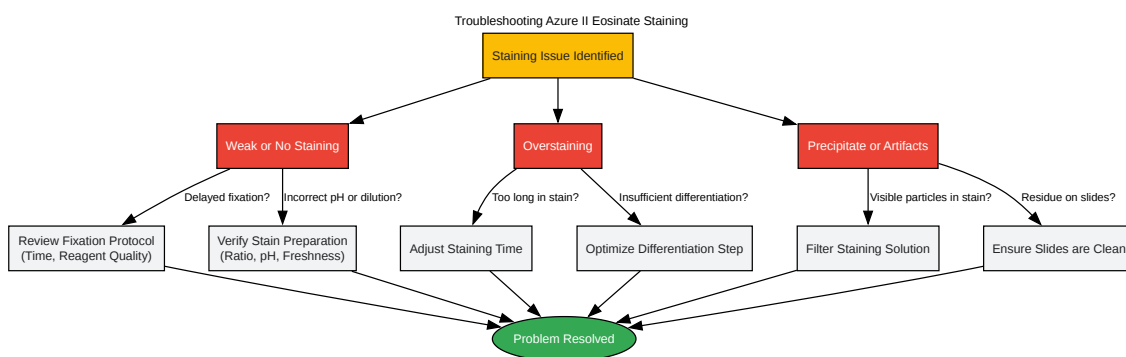 Troubleshooting Azure II Eosinate Staining
Staining Issue Identified
Weak or No Staining
Overstaining
Precipitate or Artifacts
Delayed fixation?
Incorrect pH or dilution?
Too long in stain?
Insufficient differentiation?
Visible particles in stain?
Residue on slides?
Review Fixation Protocol
(Time, Reagent Quality)
Verify Stain Preparation
(Ratio, pH, Freshness)
Adjust Staining Time
Optimize Differentiation Step
Filter Staining Solution
Ensure Slides are Clean
Problem Resolved